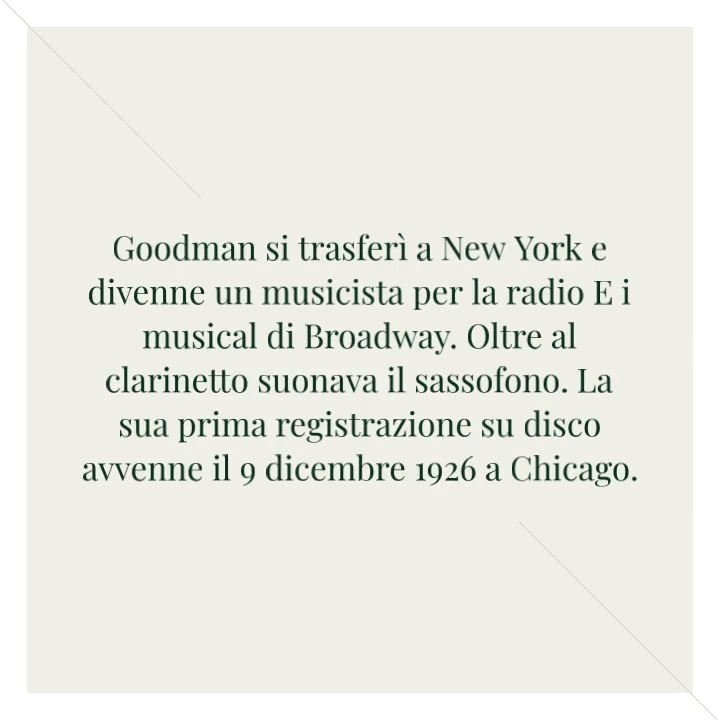 Goodman si trasferì a New York e
divenne un musicista per la radio E i
musical di Broadway. Oltre al
clarinetto suonava il sassofono. La
sua prima registrazione su disco
avvenne il 9 dicembre 1926 a Chicago.